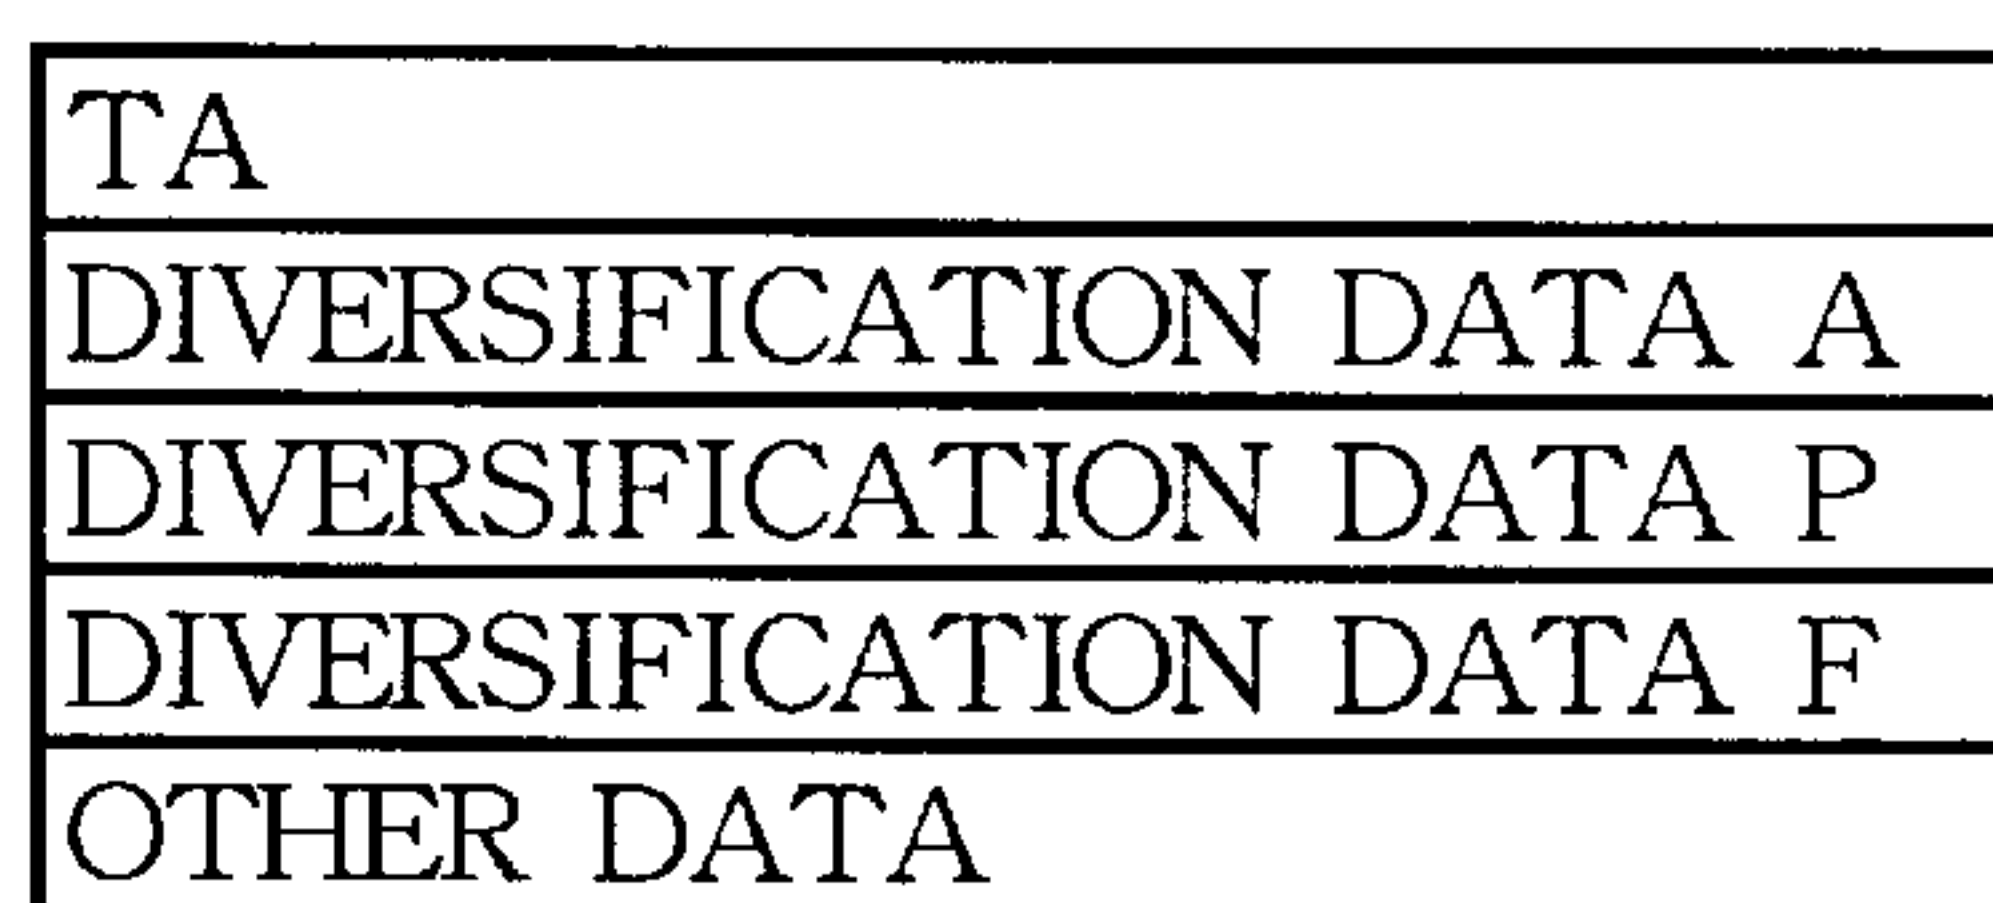 TA
DIVERSIFICATION DATA A
DIVERSIFICATION DATA P
DIVERSIFICATION DATA F
OTHER DATA